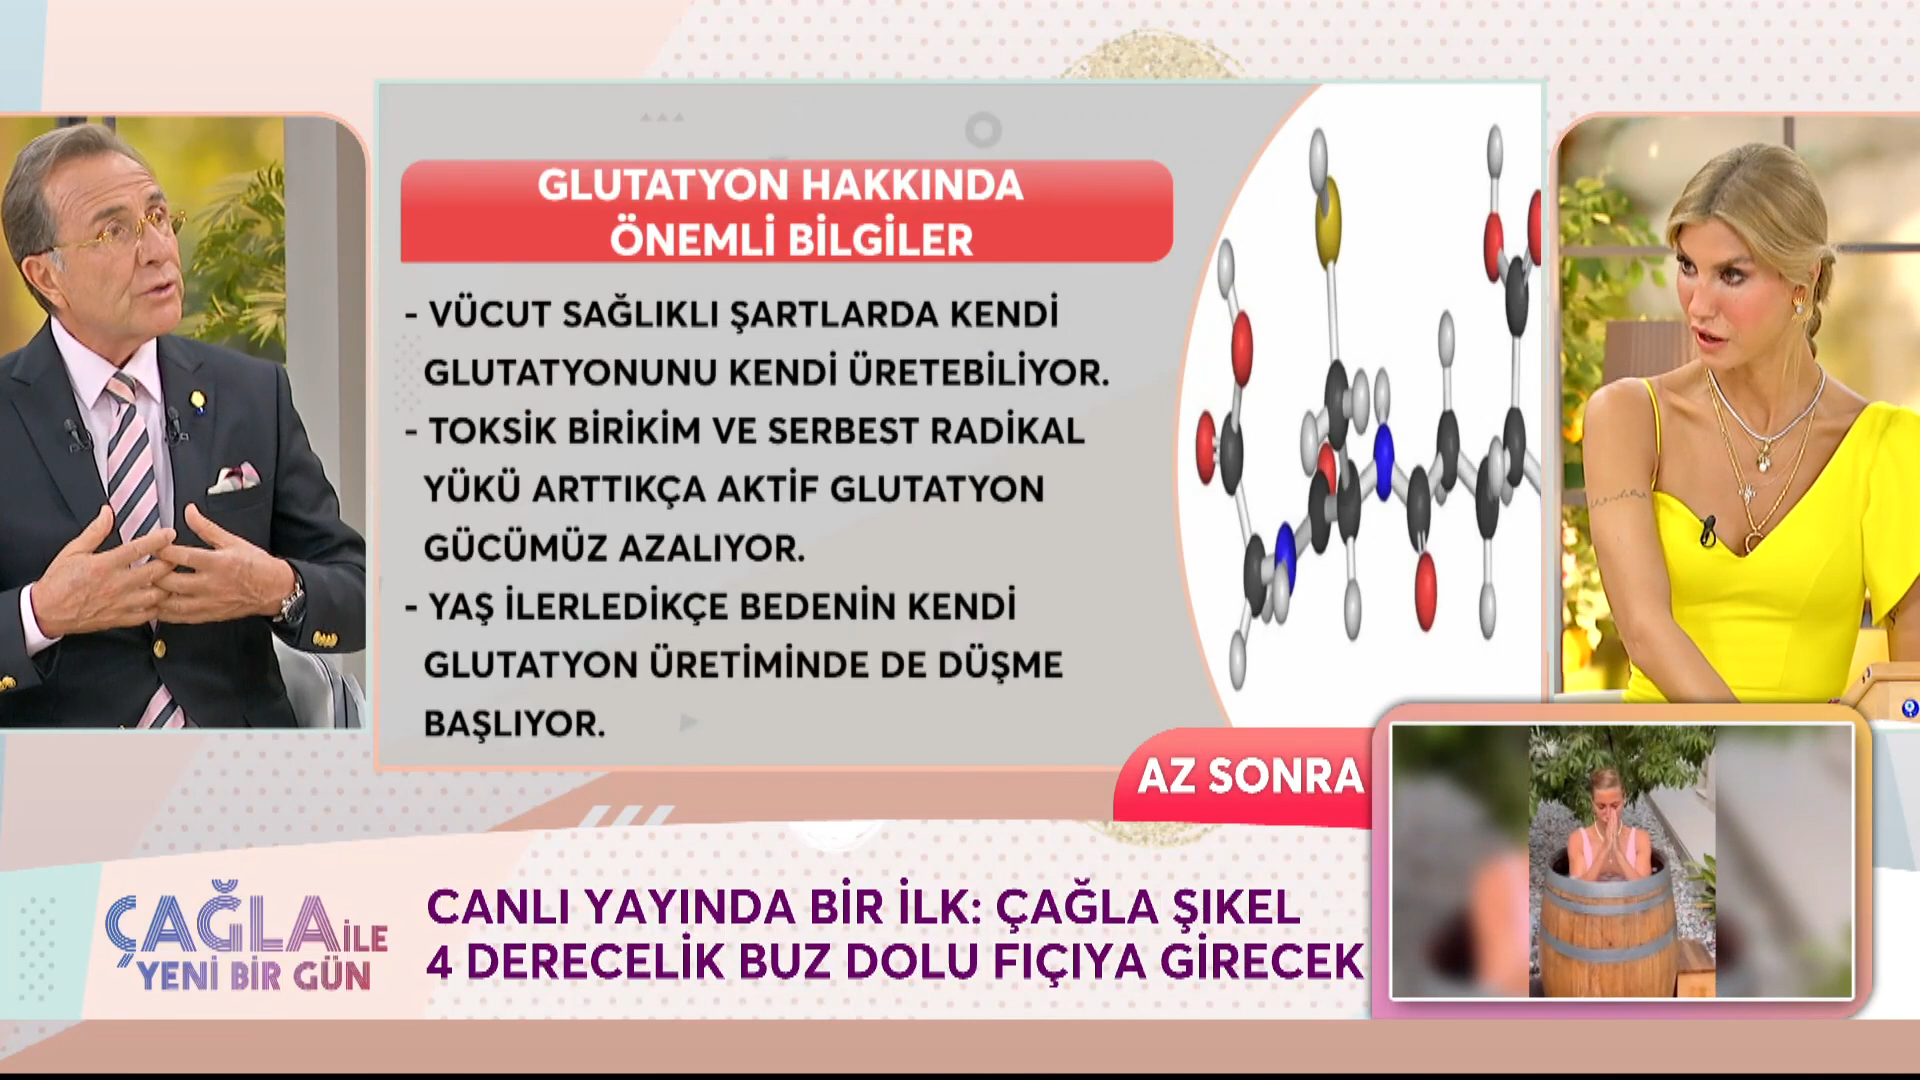 GLUTATYON HAKKINDA
ÖNEMLİ BİLGİLER
- VÜCUT SAĞLIKLI ŞARTLARDA KENDİ
GLUTATYONUNU KENDİ ÜRETEBİLİYOR.
- TOKSİK BİRİKİM VE SERBEST RADİKAL
YÜKÜ ARTTIKÇA AKTİF GLUTATYON
GÜCÜMÜZ AZALIYOR.
- YAŞ İLERLEDİKÇE BEDENİN KENDİ
GLUTATYON ÜRETİMİNDE DE DÜŞME
BAŞLIYOR.
AZ SONRA
ÇAĞLA İLE
YENİ BİR GÜN
CANLI YAYINDA BİR İLK: ÇAĞLA ŞIKEL
4 DERECELİK BUZ DOLU FIÇIYA GİRECEK